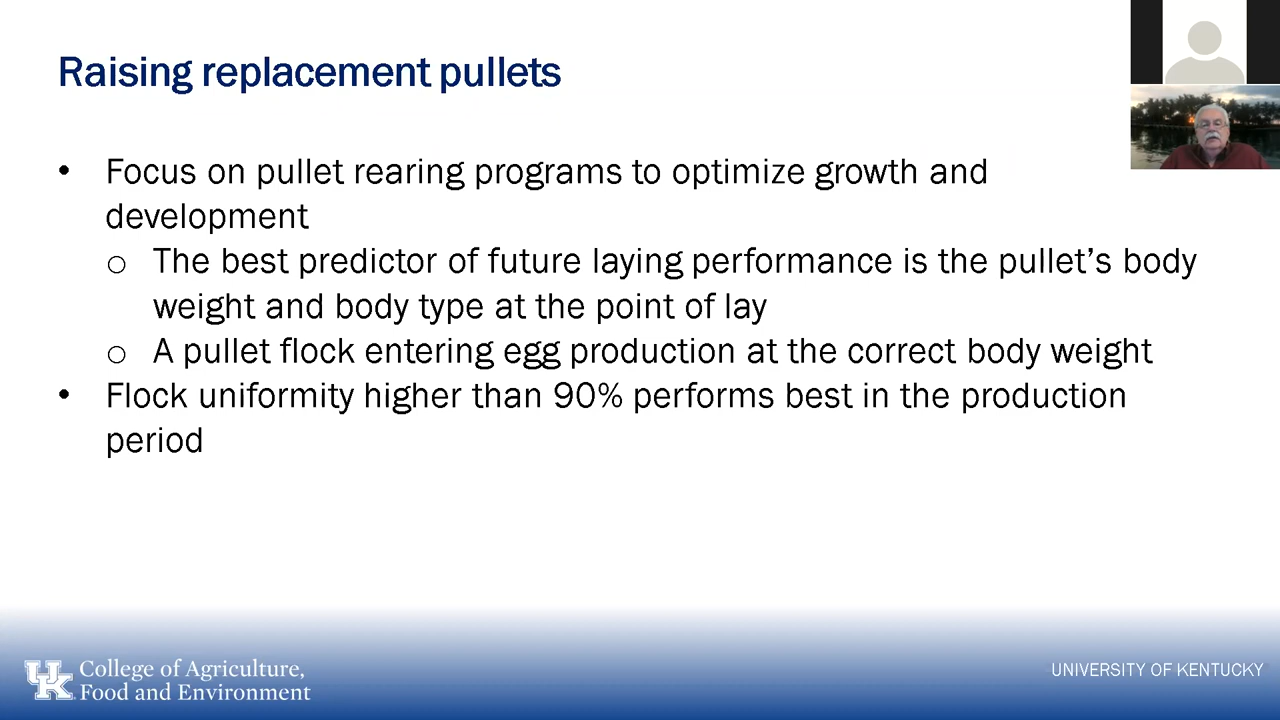 Raising replacement pullets
• Focus on pullet rearing programs to optimize growth and
development
o The best predictor of future laying performance is the pullet’s body
weight and body type at the point of lay
o A pullet flock entering egg production at the correct body weight
• Flock uniformity higher than 90% performs best in the production
period
UK College of Agriculture,
Food and Environment
UNIVERSITY OF KENTUCKY